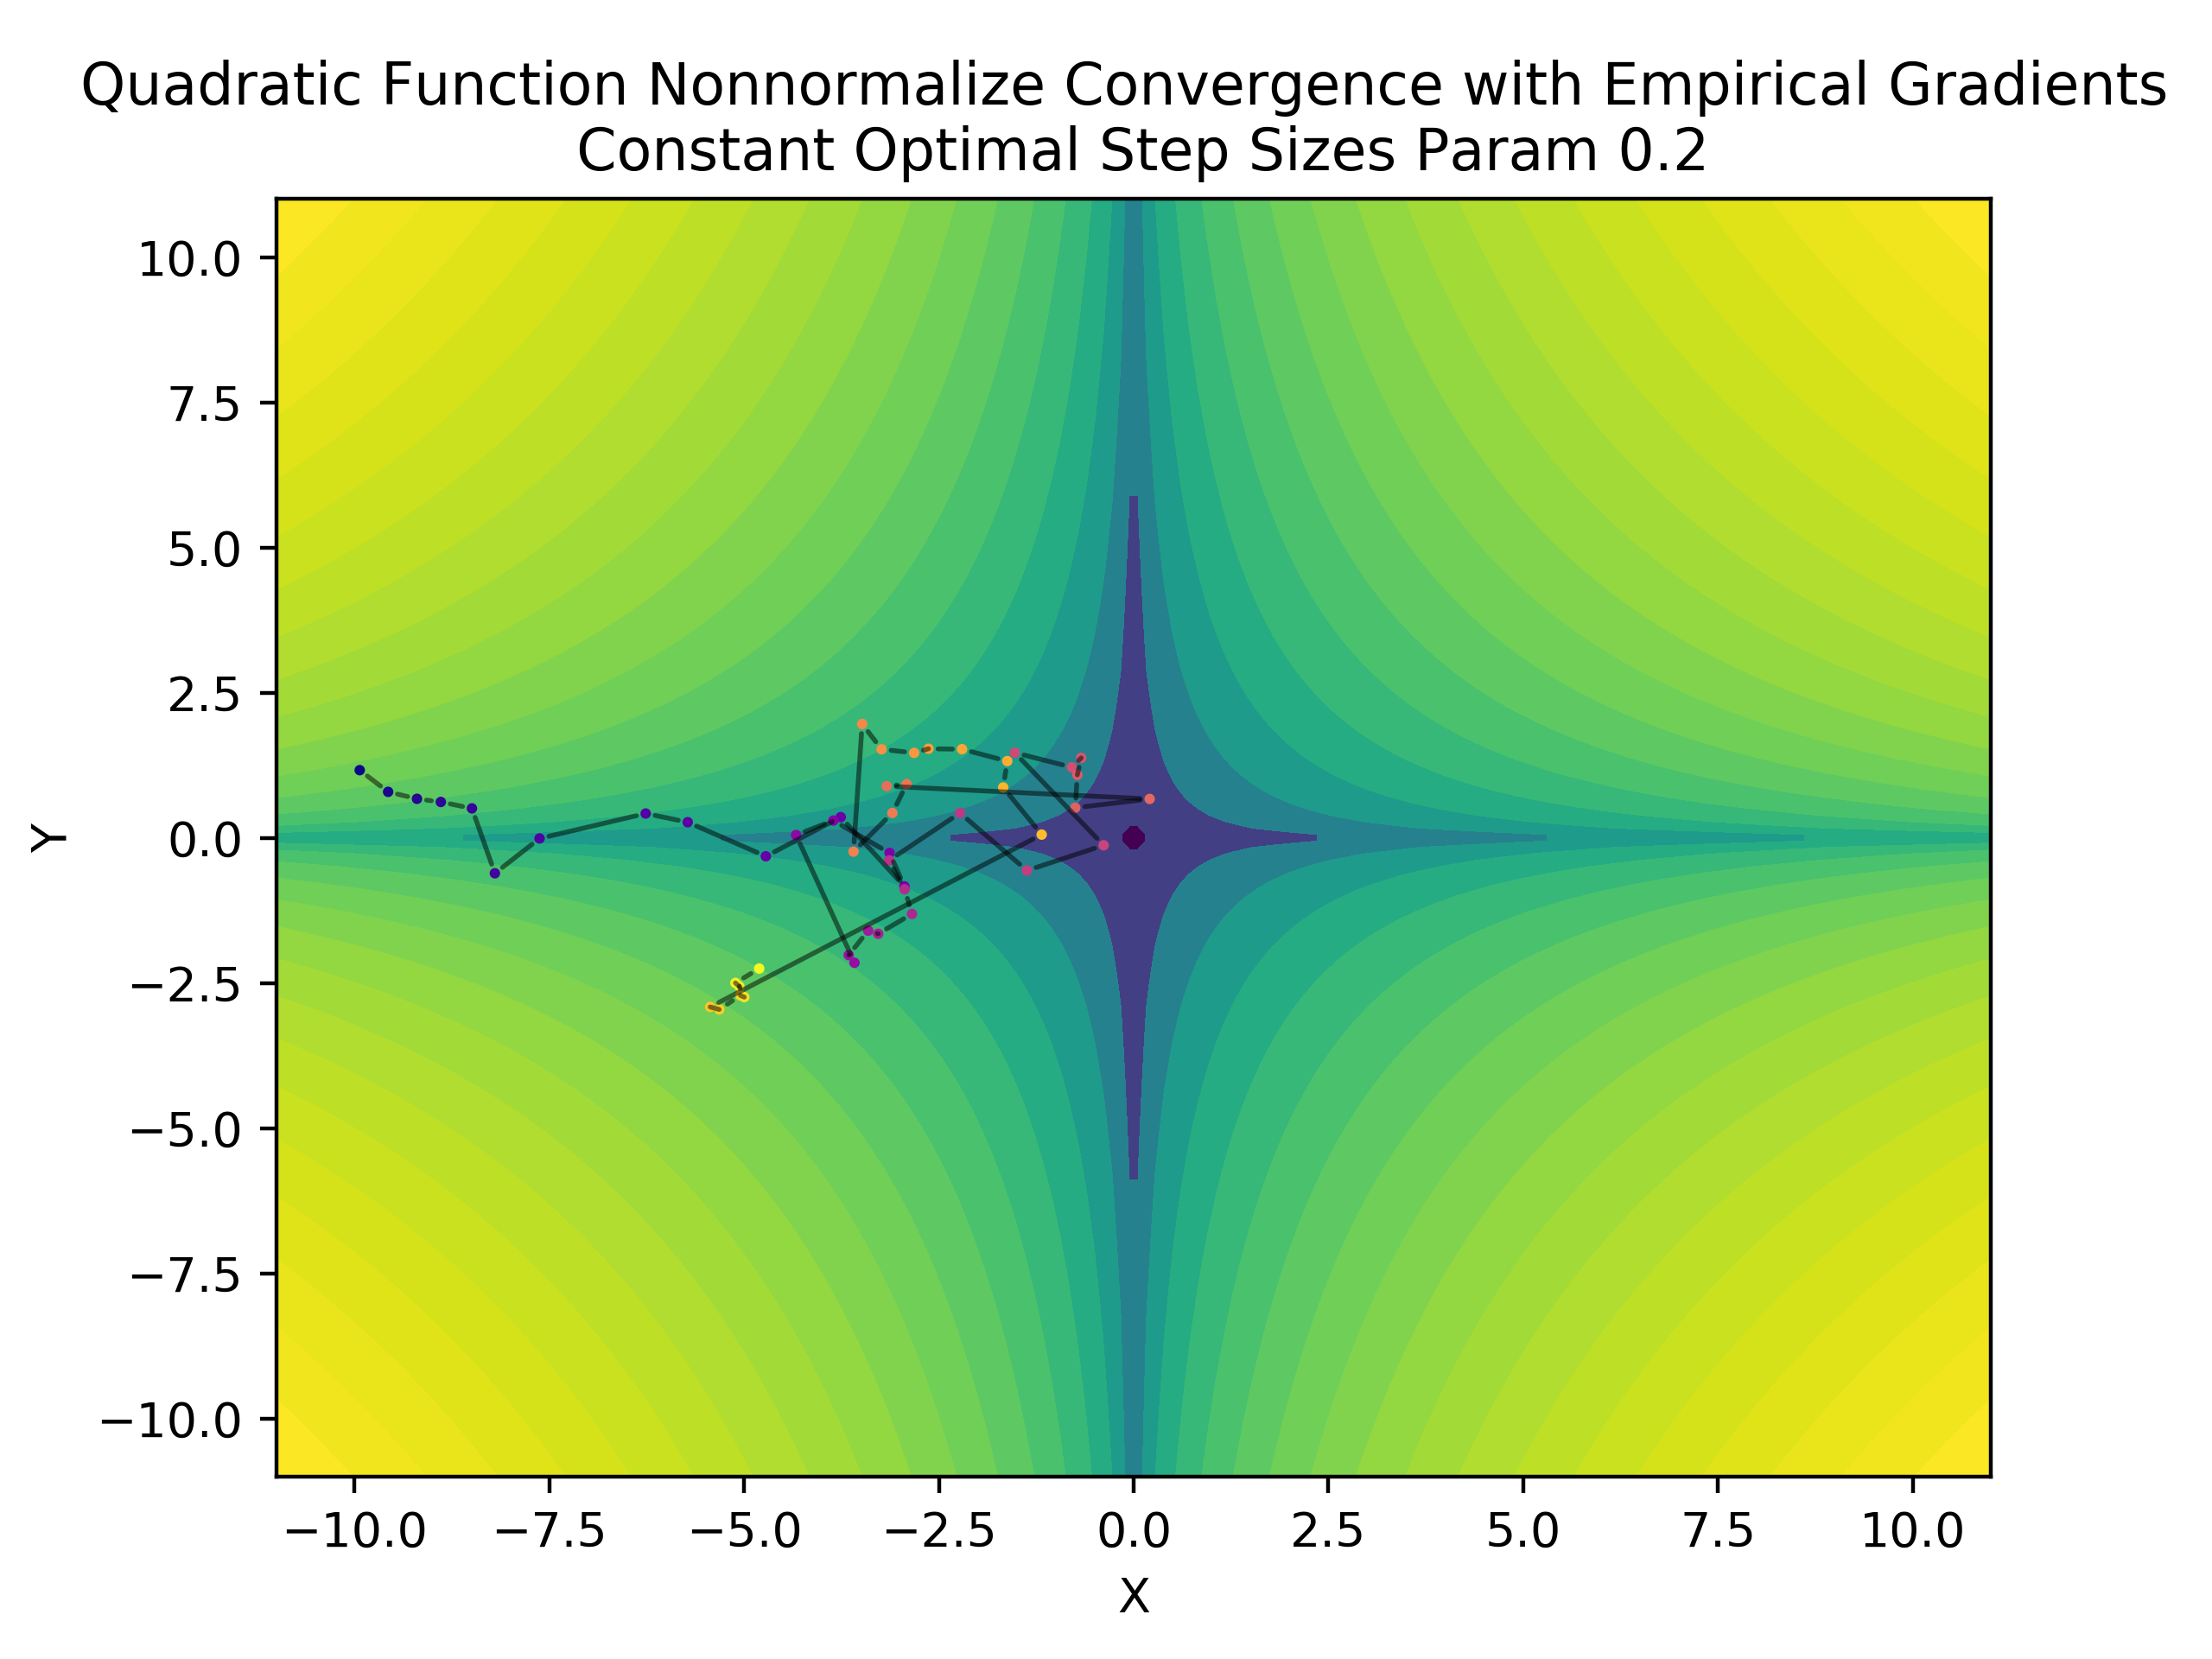 Quadratic Function Nonnormalize Convergence with Empirical Gradients
Constant Optimal Step Sizes Param 0.2
10.0
7.5
5.0
2.5
0.0
−2.5
−5.0
−7.5
−10.0
Y
−10.0 −7.5 −5.0 −2.5 0.0 2.5 5.0 7.5 10.0
X